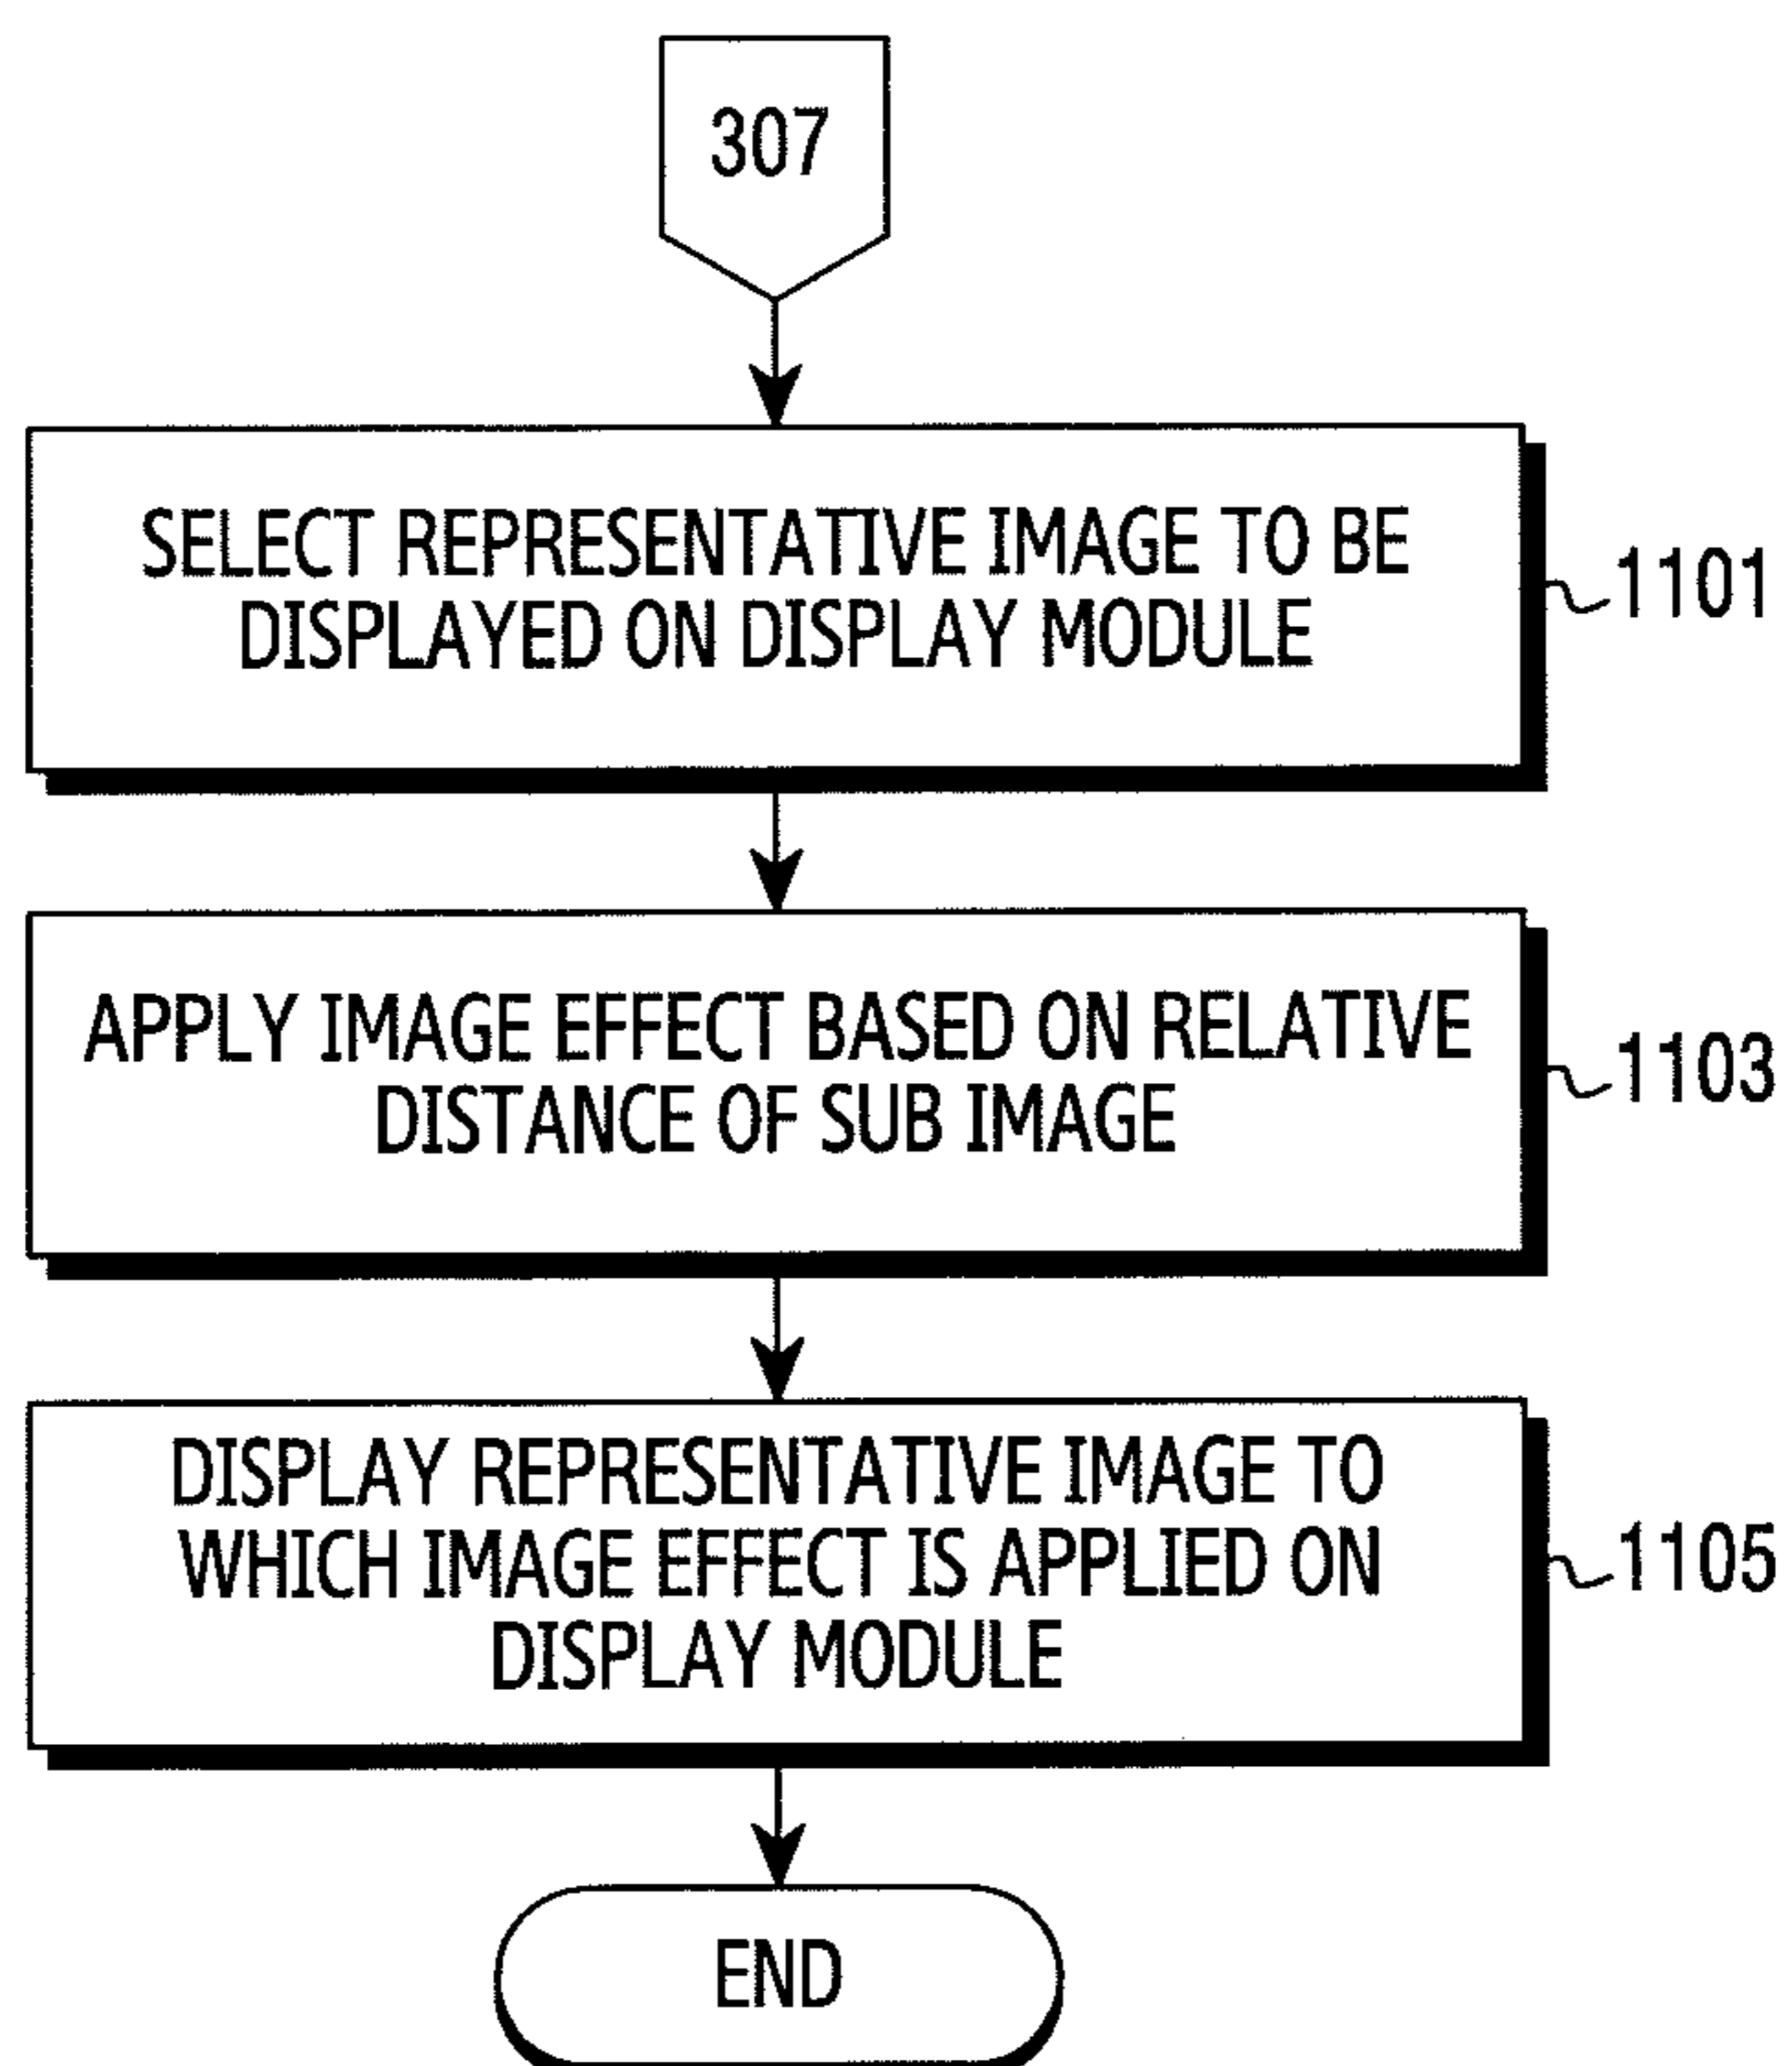 307
SELECT REPRESENTATIVE IMAGE TO BE
DISPLAYED ON DISPLAY MODULE
1101
APPLY IMAGE EFFECT BASED ON RELATIVE
DISTANCE OF SUB IMAGE
1103
DISPLAY REPRESENTATIVE IMAGE TO
WHICH IMAGE EFFECT IS APPLIED ON
DISPLAY MODULE
1105
END